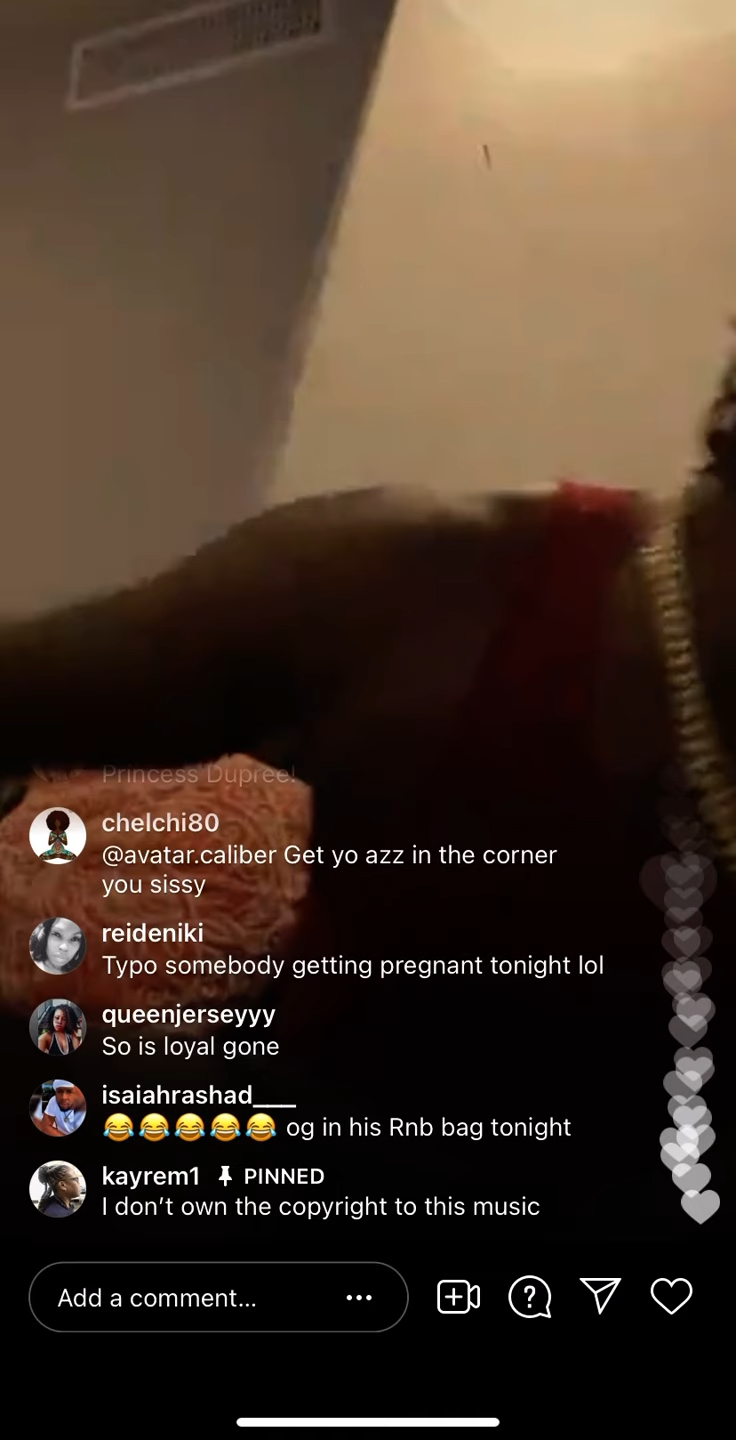 Princess Dupree!
chelchi80
@avatar.caliber Get yo azz in the corner
you sissy
reideniki
Typo somebody getting pregnant tonight lol
queenjerseyyy
So is loyal gone
isaiahrashad___
😂😂😂😂😂 og in his Rnb bag tonight
kayrem1 📌 PINNED
I don’t own the copyright to this music
Add a comment...